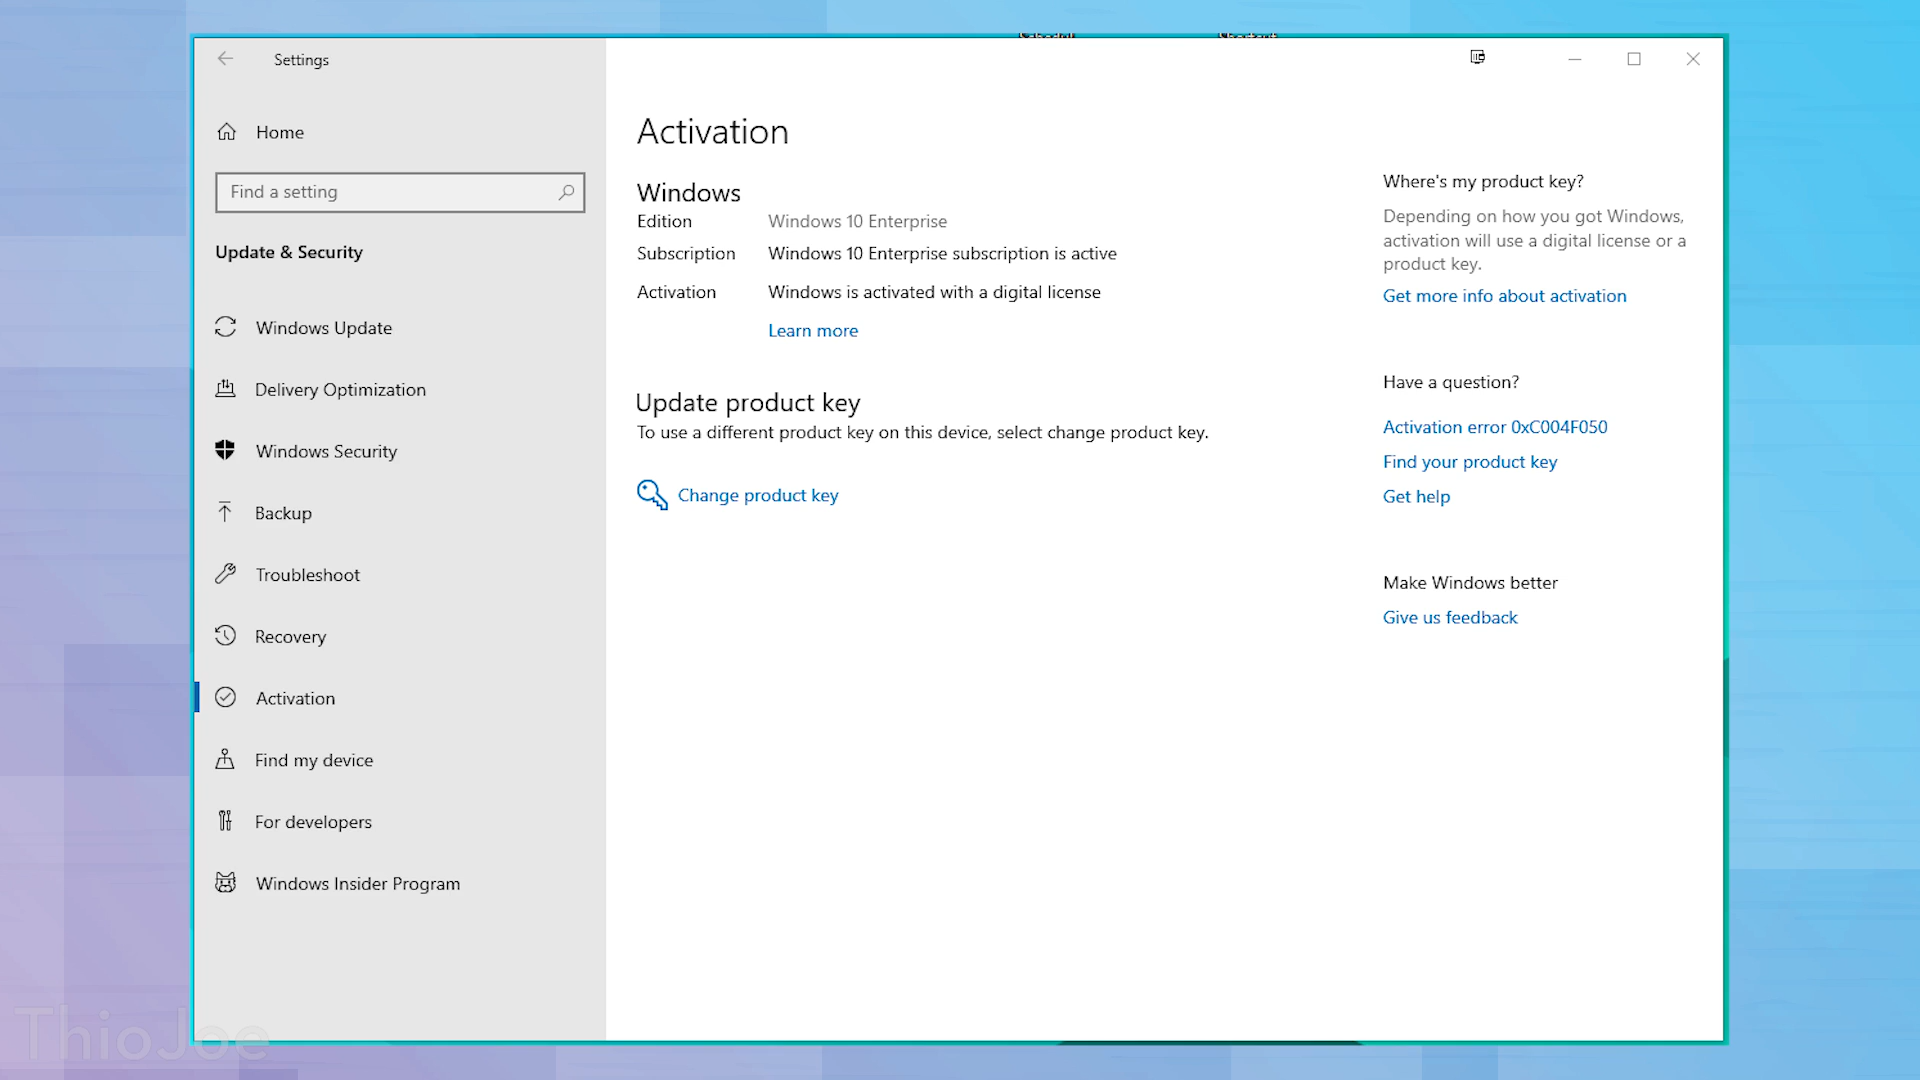 Settings
Home
Find a setting
Update & Security
Windows Update
Delivery Optimization
Windows Security
Backup
Troubleshoot
Recovery
Activation
Find my device
For developers
Windows Insider Program
Activation
Windows
Edition Windows 10 Enterprise
Subscription Windows 10 Enterprise subscription is active
Activation Windows is activated with a digital license
Learn more
Update product key
To use a different product key on this device, select change product key.
Change product key
Where's my product key?
Depending on how you got Windows,
activation will use a digital license or a
product key.
Get more info about activation
Have a question?
Activation error 0xC004F050
Find your product key
Get help
Make Windows better
Give us feedback
ThioJoe